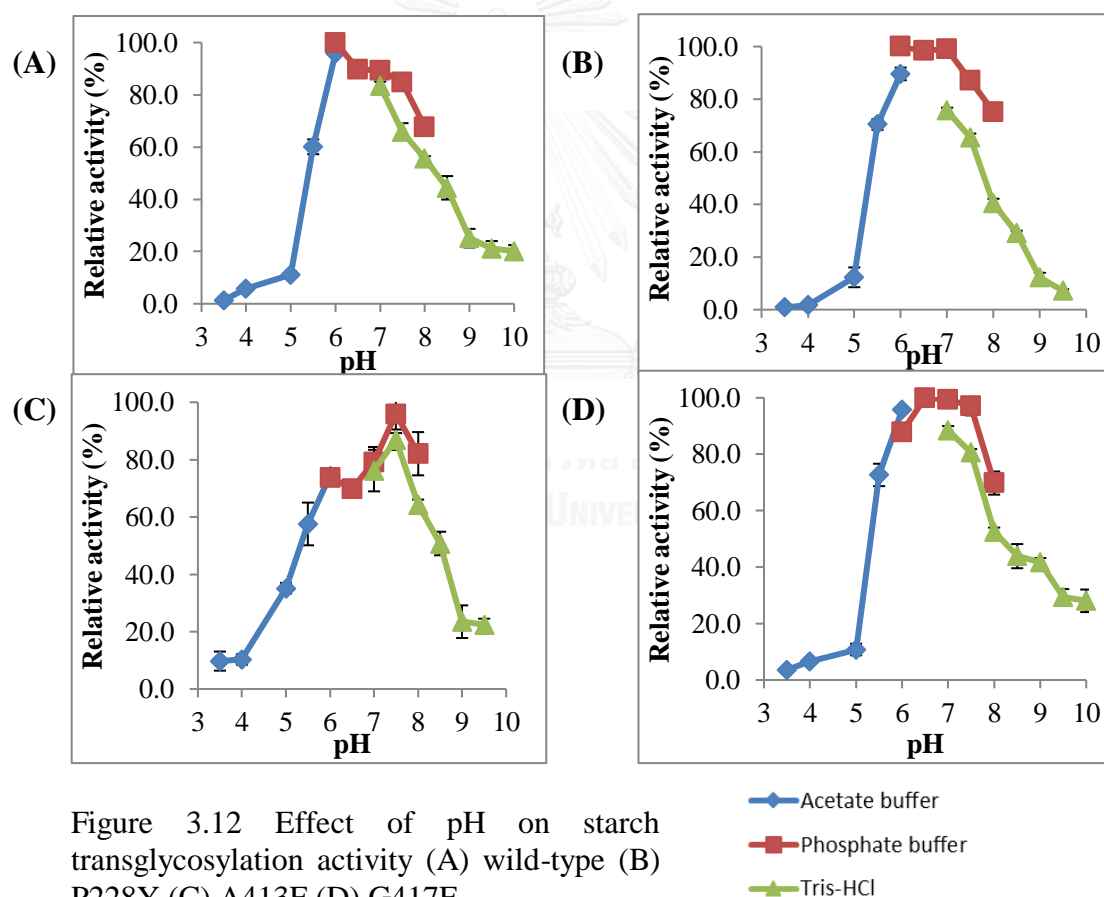 (A)
Relative activity (%)
100.0
80.0
60.0
40.0
20.0
0.0
3 4 5 6 7 8 9 10
pH
(B)
Relative activity (%)
100.0
80.0
60.0
40.0
20.0
0.0
3 4 5 6 7 8 9 10
pH
(C)
Relative activity (%)
100.0
80.0
60.0
40.0
20.0
0.0
3 4 5 6 7 8 9 10
pH
(D)
Relative activity (%)
100.0
80.0
60.0
40.0
20.0
0.0
3 4 5 6 7 8 9 10
pH
UNIVE
Figure 3.12 Effect of pH on starch
transglycosylation activity (A) wild-type (B)
(C) (D)
Acetate buffer
Phosphate buffer
Tris-HCl